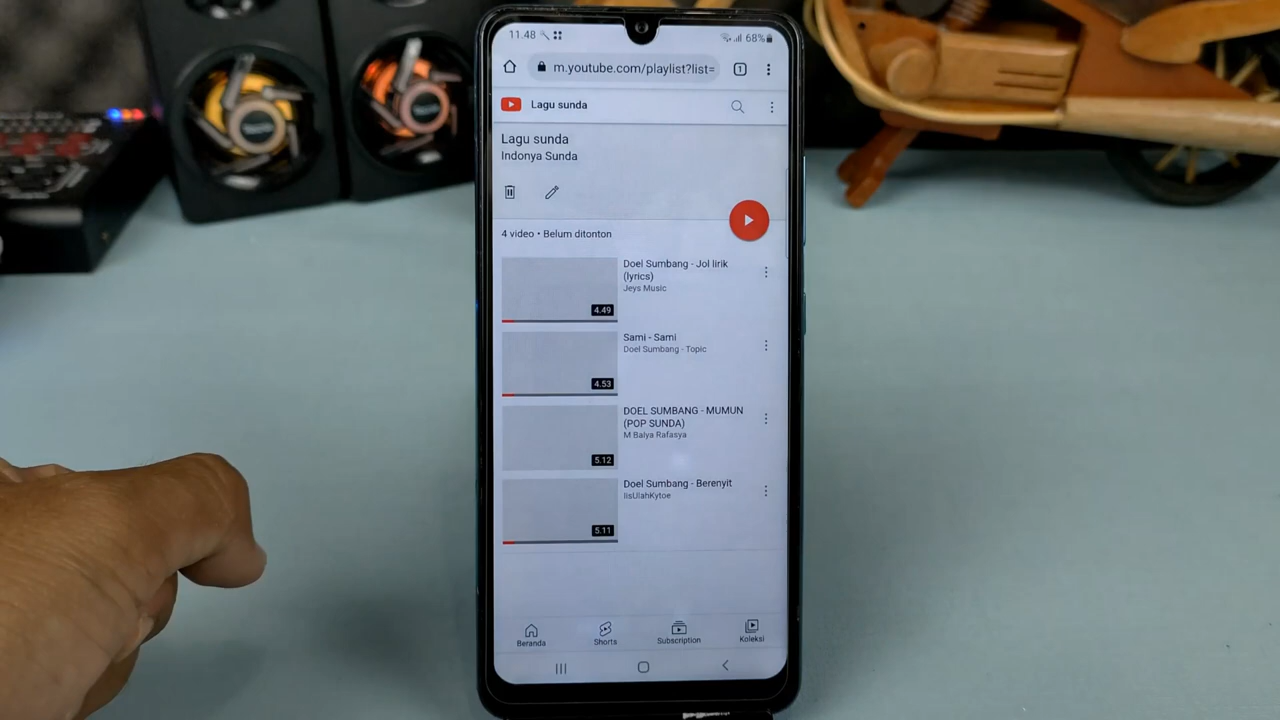 11.48
68%
m.youtube.com/playlist?list=
1
Lagu sunda
Lagu sunda
Indonya Sunda
4 video • Belum ditonton
Doel Sumbang - Jol lirik
(lyrics)
Jeys Music
4.49
Sami - Sami
Doel Sumbang - Topic
4.53
DOEL SUMBANG - MUMUN
(POP SUNDA)
M Balya Rafasya
5.12
Doel Sumbang - Berenyit
IisUlahKytoe
5.11
Beranda
Shorts
Subscription
Koleksi